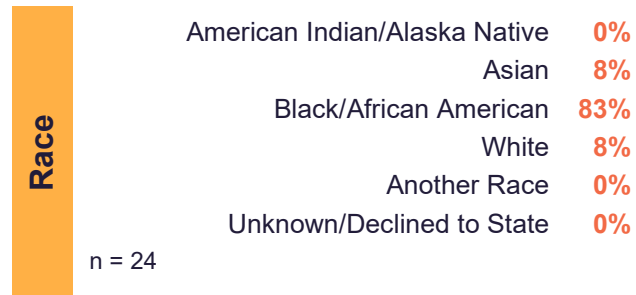 Race
American Indian/Alaska Native 0%
Asian 8%
Black/African American 83%
White 8%
Another Race 0%
Unknown/Declined to State 0%
n = 24